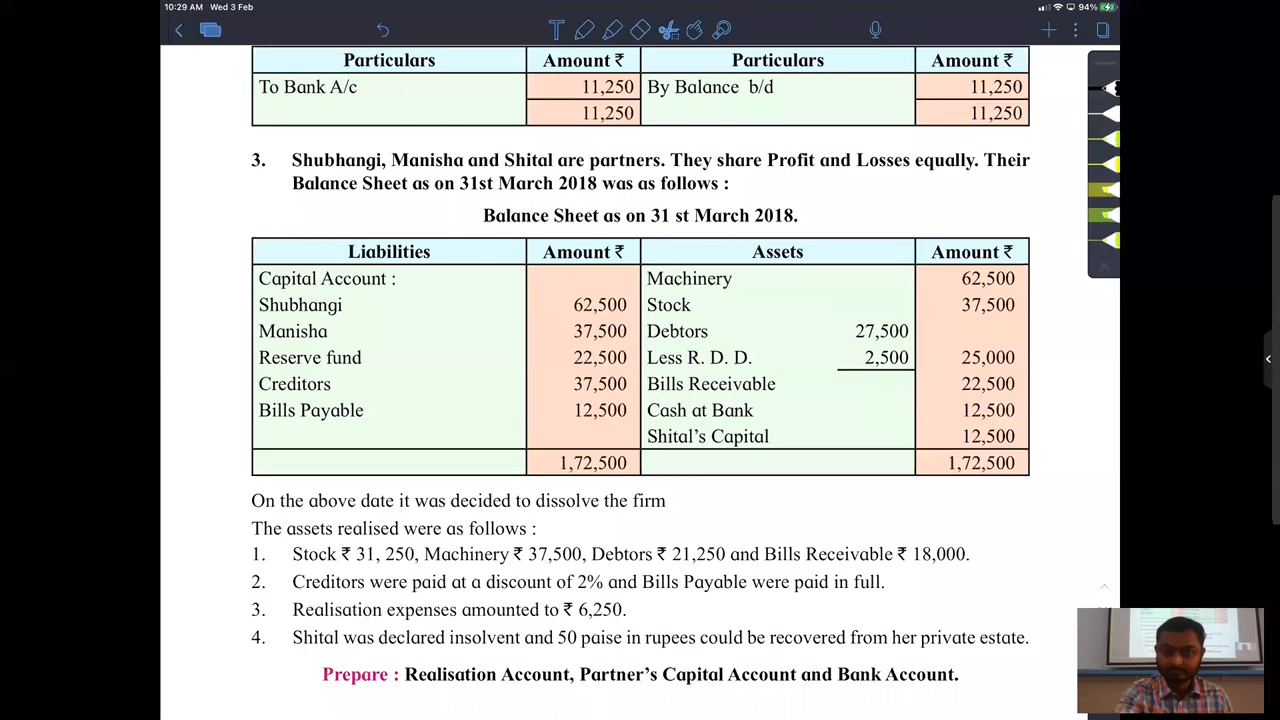 10:29 AM Wed 3 Feb
94%
Particulars Amount ₹ Particulars Amount ₹
To Bank A/c 11,250 By Balance b/d 11,250
11,250 11,250
3. Shubhangi, Manisha and Shital are partners. They share Profit and Losses equally. Their
Balance Sheet as on 31st March 2018 was as follows :
Balance Sheet as on 31 st March 2018.
Liabilities Amount ₹ Assets Amount ₹
Capital Account : Machinery 62,500
Shubhangi 62,500 Stock 37,500
Manisha 37,500 Debtors 27,500
Reserve fund 22,500 Less R. D. D. 2,500 25,000
Creditors 37,500 Bills Receivable 22,500
Bills Payable 12,500 Cash at Bank 12,500
Shital's Capital 12,500
1,72,500 1,72,500
On the above date it was decided to dissolve the firm
The assets realised were as follows :
1. Stock ₹ 31, 250, Machinery ₹ 37,500, Debtors ₹ 21,250 and Bills Receivable ₹ 18,000.
2. Creditors were paid at a discount of 2% and Bills Payable were paid in full.
3. Realisation expenses amounted to ₹ 6,250.
4. Shital was declared insolvent and 50 paise in rupees could be recovered from her private estate.
Prepare : Realisation Account, Partner's Capital Account and Bank Account.